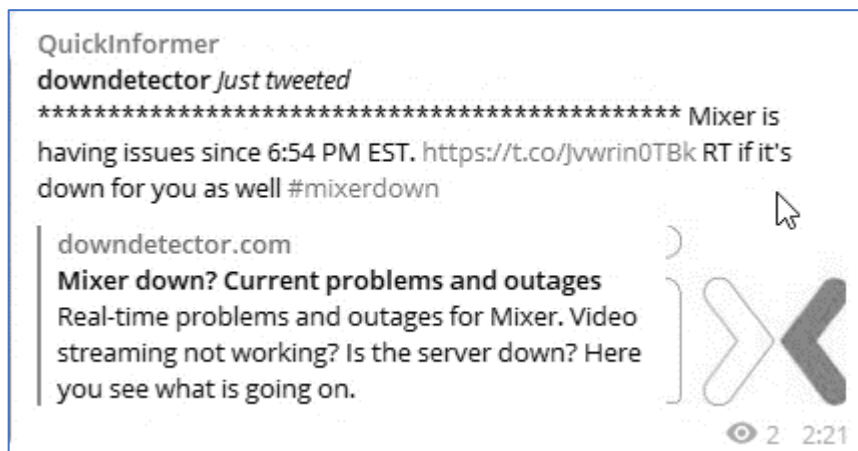 QuickInformer
downdetector Just tweeted
********************************************** Mixer is
having issues since 6:54 PM EST. https://t.co/Jvwrin0TBk RT if it's
down for you as well #mixerdown
downdetector.com
Mixer down? Current problems and outages
Real-time problems and outages for Mixer. Video
streaming not working? Is the server down? Here
you see what is going on.
2 2:21